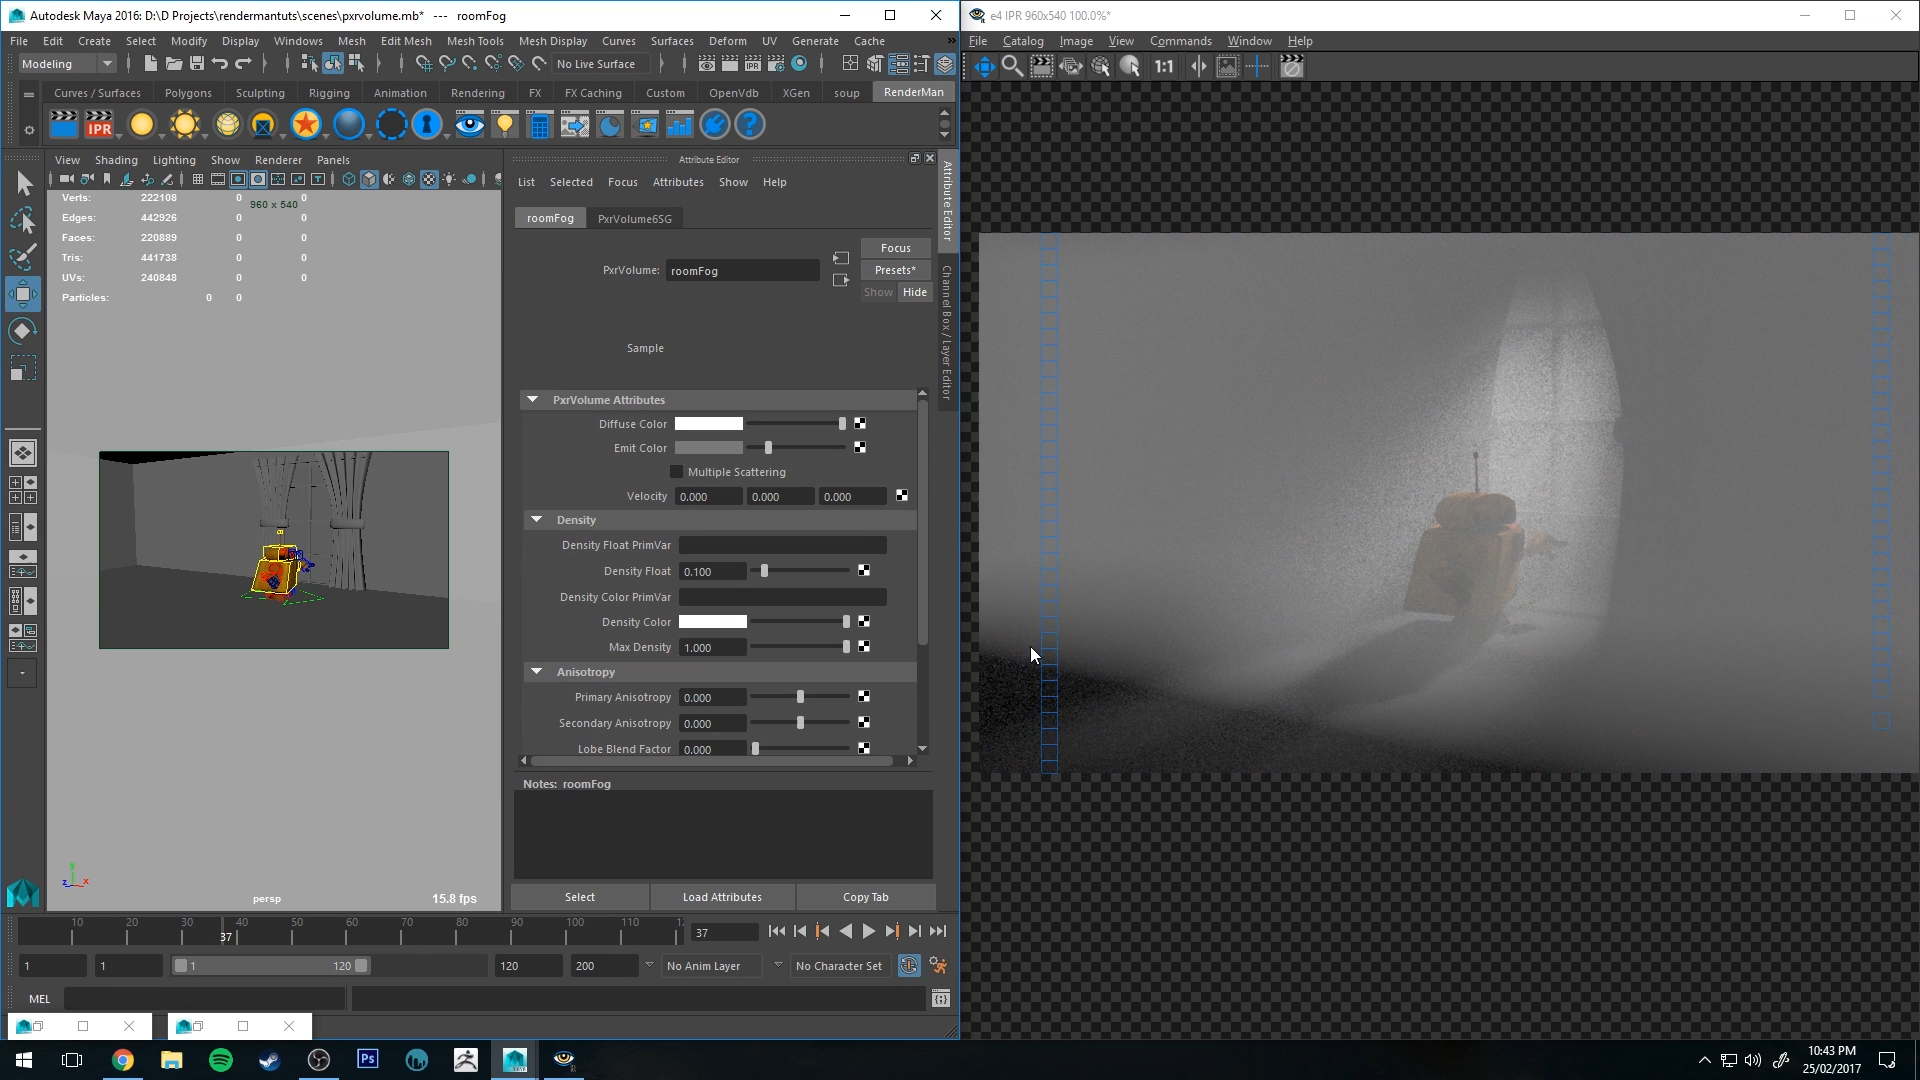 Autodesk Maya 2016: D:\D Projects\rendermantuts\scenes\pxrvolume.mb* --- roomFog
File Edit Create Select Modify Display Windows Mesh Edit Mesh Mesh Tools Mesh Display Curves Surfaces Deform UV Generate Cache
Modeling No Live Surface
Curves / Surfaces Polygons Sculpting Rigging Animation Rendering FX FX Caching Custom OpenVdb XGen soup RenderMan
IPR
View Shading Lighting Show Renderer Panels
Verts: 222108 0 0
Edges: 442926 0 0
Faces: 220889 0 0
Tris: 441738 0 0
UVs: 240848 0 0
Particles: 0 0
960 x 540
persp
15.8 fps
Attribute Editor
List Selected Focus Attributes Show Help
roomFog PxrVolume6SG
PxrVolume: roomFog
Focus
Presets*
Show Hide
Sample
PxrVolume Attributes
Diffuse Color
Emit Color
Multiple Scattering
Velocity 0.000 0.000 0.000
Density
Density Float PrimVar
Density Float 0.100
Density Color PrimVar
Density Color
Max Density 1.000
Anisotropy
Primary Anisotropy 0.000
Secondary Anisotropy 0.000
Lobe Blend Factor 0.000
Notes: roomFog
Select Load Attributes Copy Tab
Attribute Editor
Channel Box / Layer Editor
10 20 30 40 50 60 70 80 90 100 110
37
37
1 1 1 120 120 200 No Anim Layer No Character Set
MEL
e4 IPR 960x540 100.0%*
File Catalog Image View Commands Window Help
1:1
Ps
10:43 PM
25/02/2017